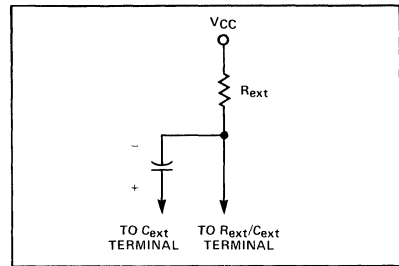 VCC
Rext
−
+
TO Cext
TERMINAL
TO Rext/Cext
TERMINAL